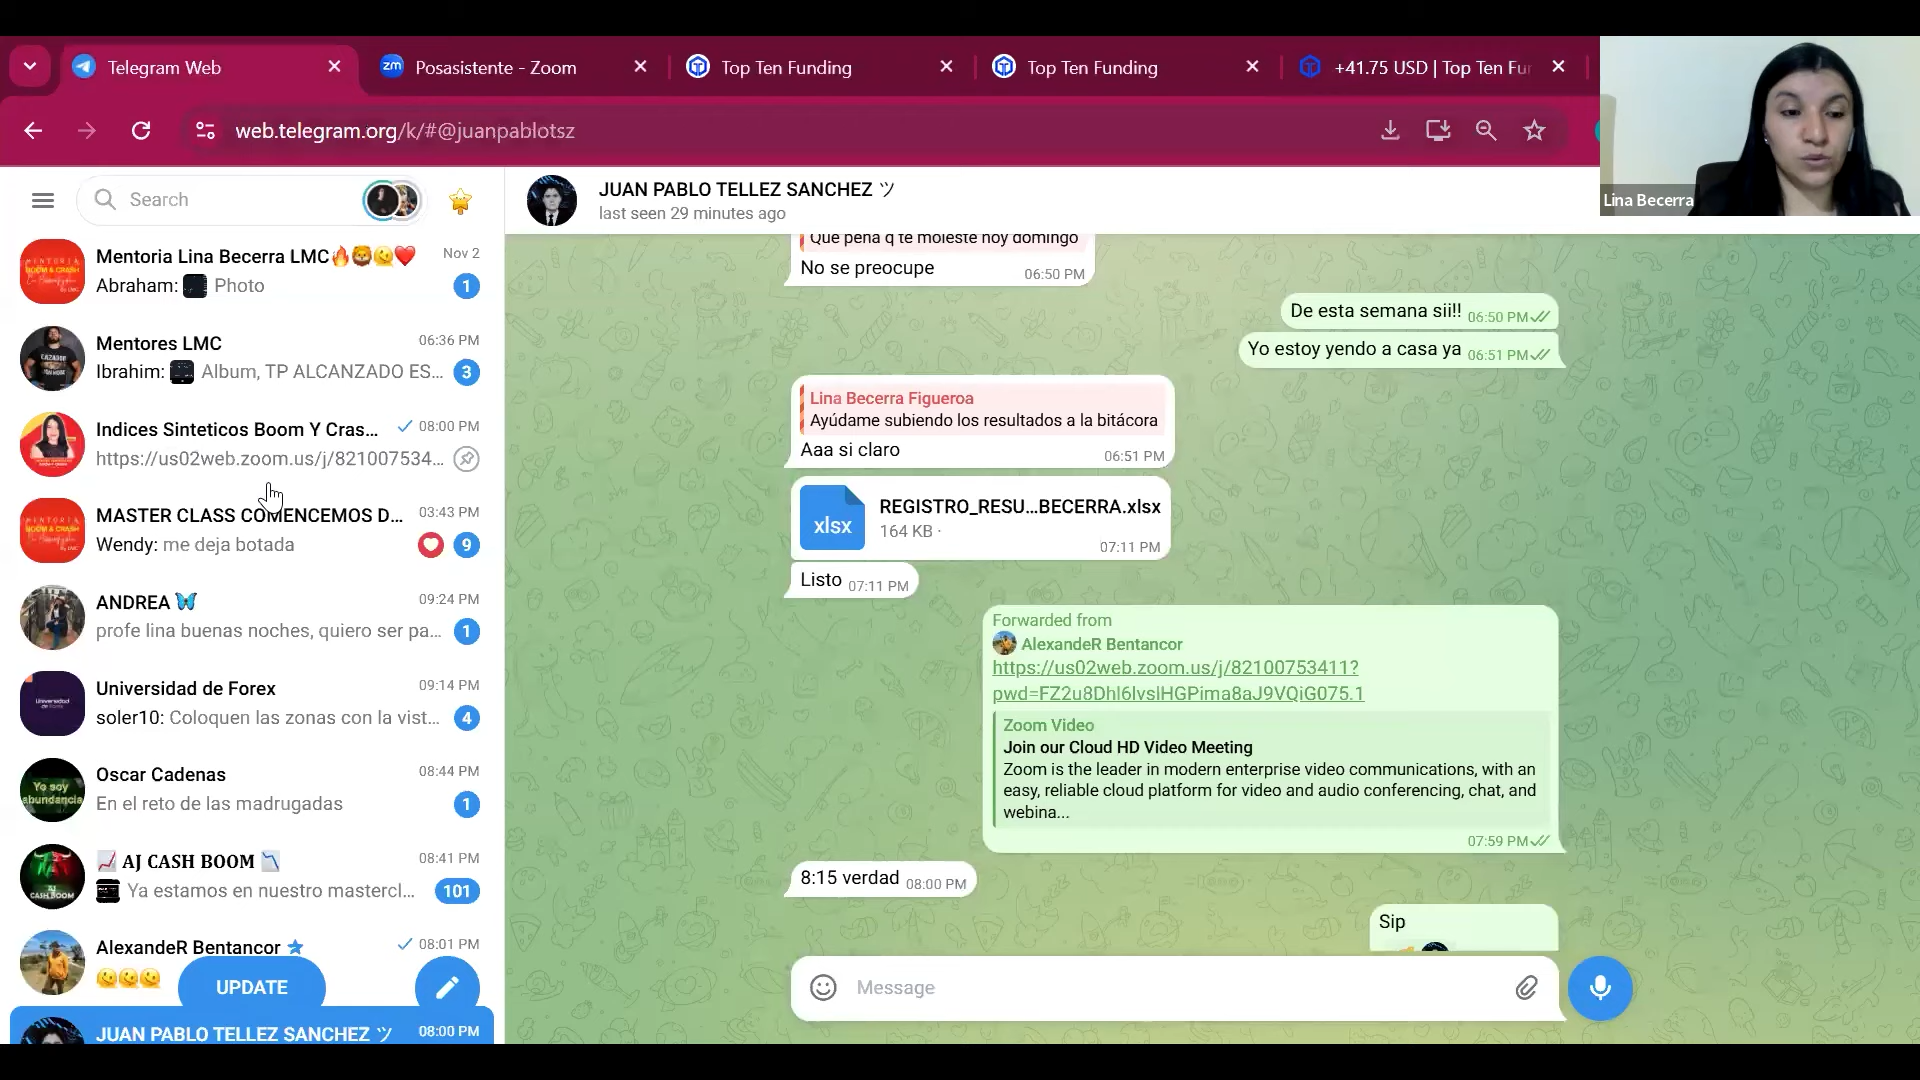 Telegram Web
zm
Posasistente - Zoom
Top Ten Funding
Top Ten Funding
+41.75 USD | Top Ten Fur
web.telegram.org/k/#@juanpablotsz
Lina Becerra
Search
Mentoria Lina Becerra LMC🔥🦁🫠❤️ Nov 2
Abraham: Photo 1
Mentores LMC 06:36 PM
Ibrahim: Album, TP ALCANZADO ES... 3
Indices Sinteticos Boom Y Cras... 08:00 PM
https://us02web.zoom.us/j/821007534...
MASTER CLASS COMENCEMOS D... 03:43 PM
Wendy: me deja botada 9
ANDREA 🦋 09:24 PM
profe lina buenas noches, quiero ser pa... 1
Universidad de Forex 09:14 PM
soler10: Coloquen las zonas con la vist... 4
Oscar Cadenas 08:44 PM
En el reto de las madrugadas 1
📈 AJ CASH BOOM 📉 08:41 PM
Ya estamos en nuestro mastercl... 101
AlexandeR Bentancor 08:01 PM
🫠🫠🫠
UPDATE
JUAN PABLO TELLEZ SANCHEZ ツ 08:00 PM
JUAN PABLO TELLEZ SANCHEZ ツ
last seen 29 minutes ago
Que pena q te moleste hoy domingo
No se preocupe 06:50 PM
De esta semana sii!! 06:50 PM
Yo estoy yendo a casa ya 06:51 PM
Lina Becerra Figueroa
Ayúdame subiendo los resultados a la bitácora
Aaa si claro 06:51 PM
xlsx
REGISTRO_RESU...BECERRA.xlsx
164 KB ·
07:11 PM
Listo 07:11 PM
Forwarded from
AlexandeR Bentancor
https://us02web.zoom.us/j/82100753411?
pwd=FZ2u8Dhl6lvslHGPima8aJ9VQiG075.1
Zoom Video
Join our Cloud HD Video Meeting
Zoom is the leader in modern enterprise video communications, with an
easy, reliable cloud platform for video and audio conferencing, chat, and
webina...
07:59 PM
8:15 verdad 08:00 PM
Sip
Message